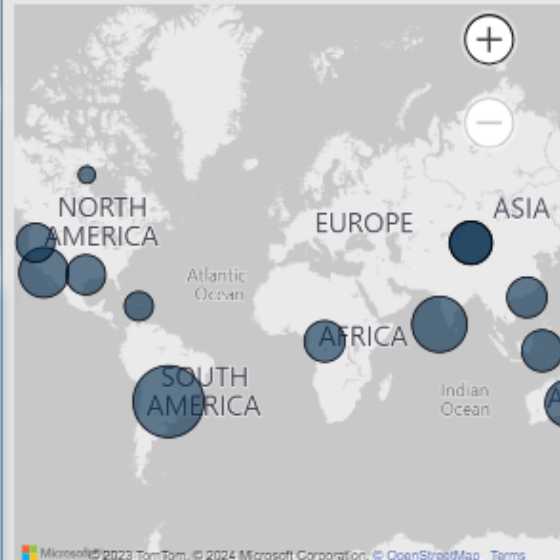 NORTH
AMERICA
EUROPE
ASIA
Atlantic
Ocean
AFRICA
SOUTH
AMERICA
Indian
Ocean
A
Microsoft
© 2023 TomTom, © 2024 Microsoft Corporation, © OpenStreetMap Terms